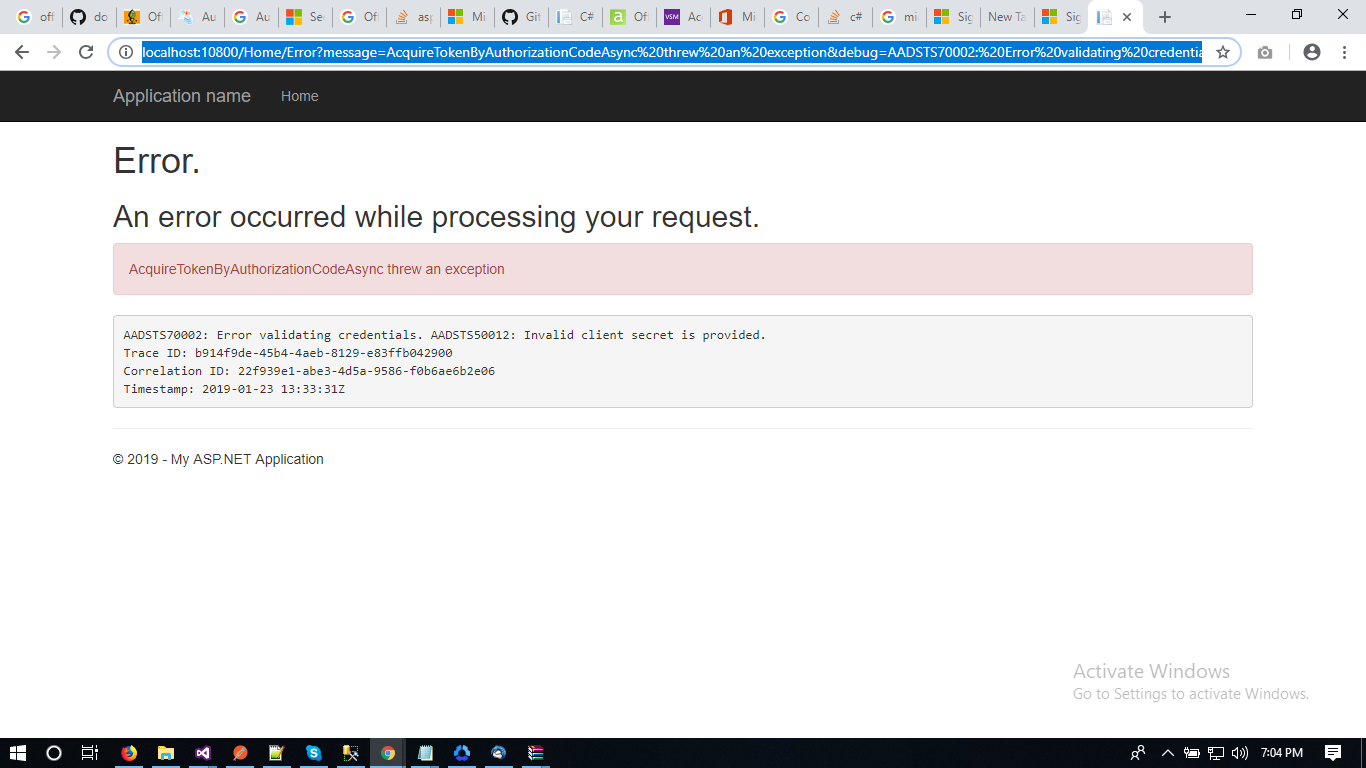 off
do
Off
Au
Au
Se
Off
asp
Mi
Git
C#
Off
Ac
Mi
Co
c#
mi
Sig
New Ta
Sig
localhost:10800/Home/Error?message=AcquireTokenByAuthorizationCodeAsync%20threw%20an%20exception&debug=AADSTS70002:%20Error%20validating%20credentia
Application name
Home
Error.
An error occurred while processing your request.
AcquireTokenByAuthorizationCodeAsync threw an exception
AADSTS70002: Error validating credentials. AADSTS50012: Invalid client secret is provided.
Trace ID: b914f9de-45b4-4aeb-8129-e83ffb042900
Correlation ID: 22f939e1-abe3-4d5a-9586-f0b6ae6b2e06
Timestamp: 2019-01-23 13:33:31Z
© 2019 - My ASP.NET Application
Activate Windows
Go to Settings to activate Windows.
7:04 PM